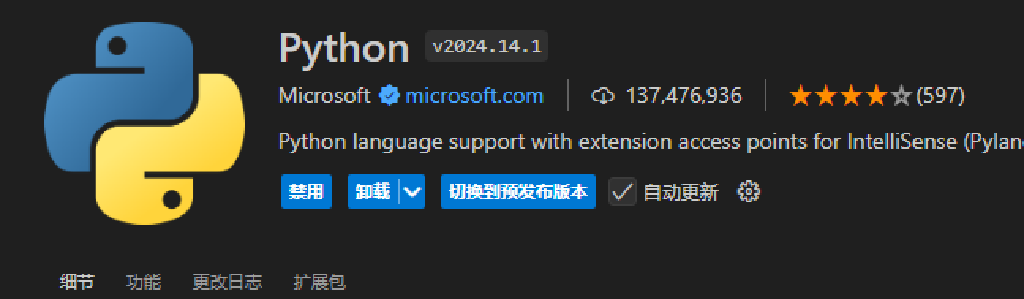 Python v2024.14.1
Microsoft microsoft.com 137,476,936 (597)
Python language support with extension access points for IntelliSense (Pylan
禁用 卸载 切换到预发布版本 自动更新
细节 功能 更改日志 扩展包